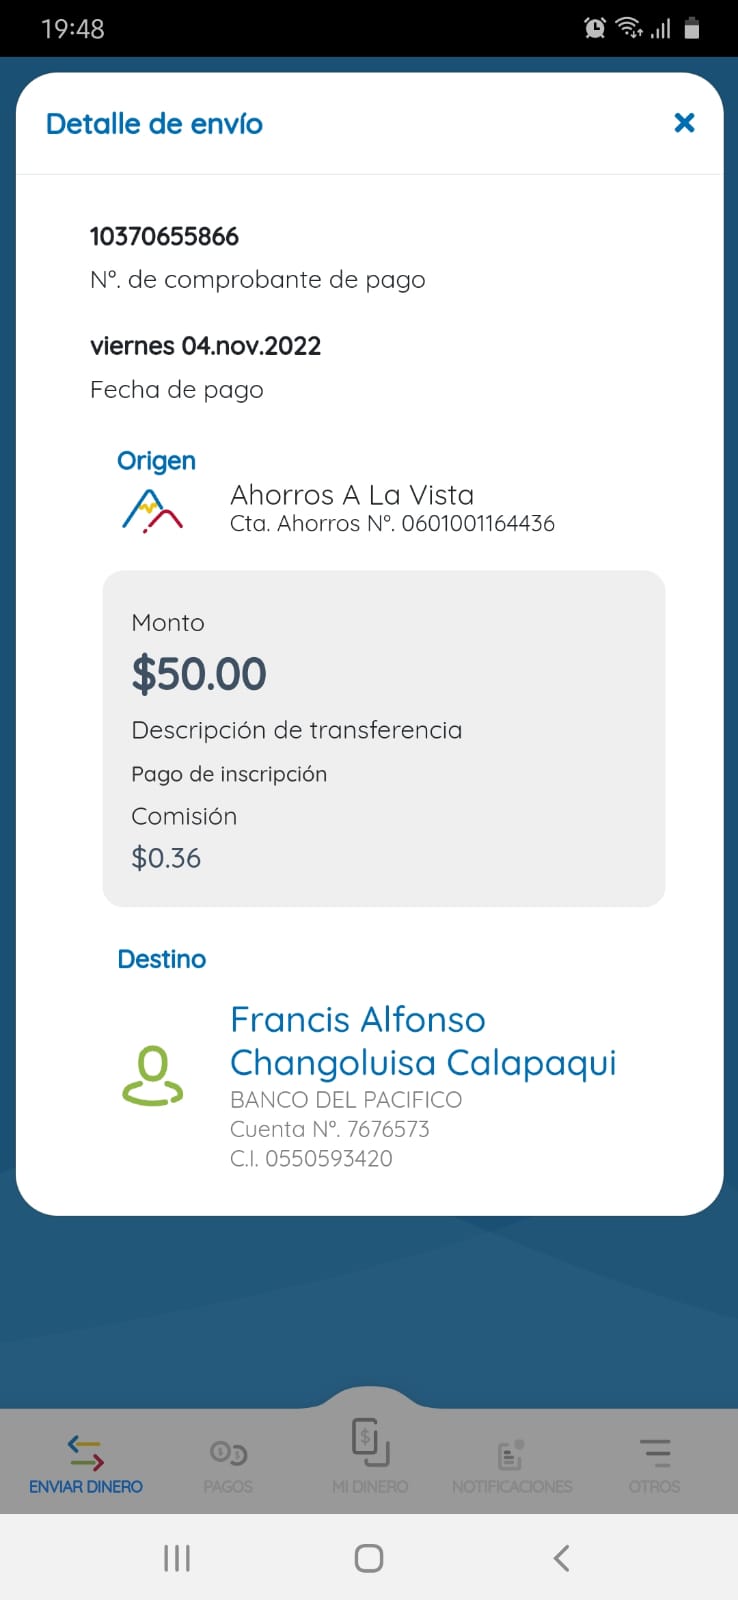 19:48
Detalle de envío
10370655866
Nº. de comprobante de pago
viernes 04.nov.2022
Fecha de pago
Origen
Ahorros A La Vista
Cta. Ahorros Nº. 0601001164436
Monto
$50.00
Descripción de transferencia
Pago de inscripción
Comisión
$0.36
Destino
Francis Alfonso
Changoluisa Calapaqui
BANCO DEL PACIFICO
Cuenta Nº. 7676573
C.I. 0550593420
ENVIAR DINERO
PAGOS
MI DINERO
NOTIFICACIONES
OTROS